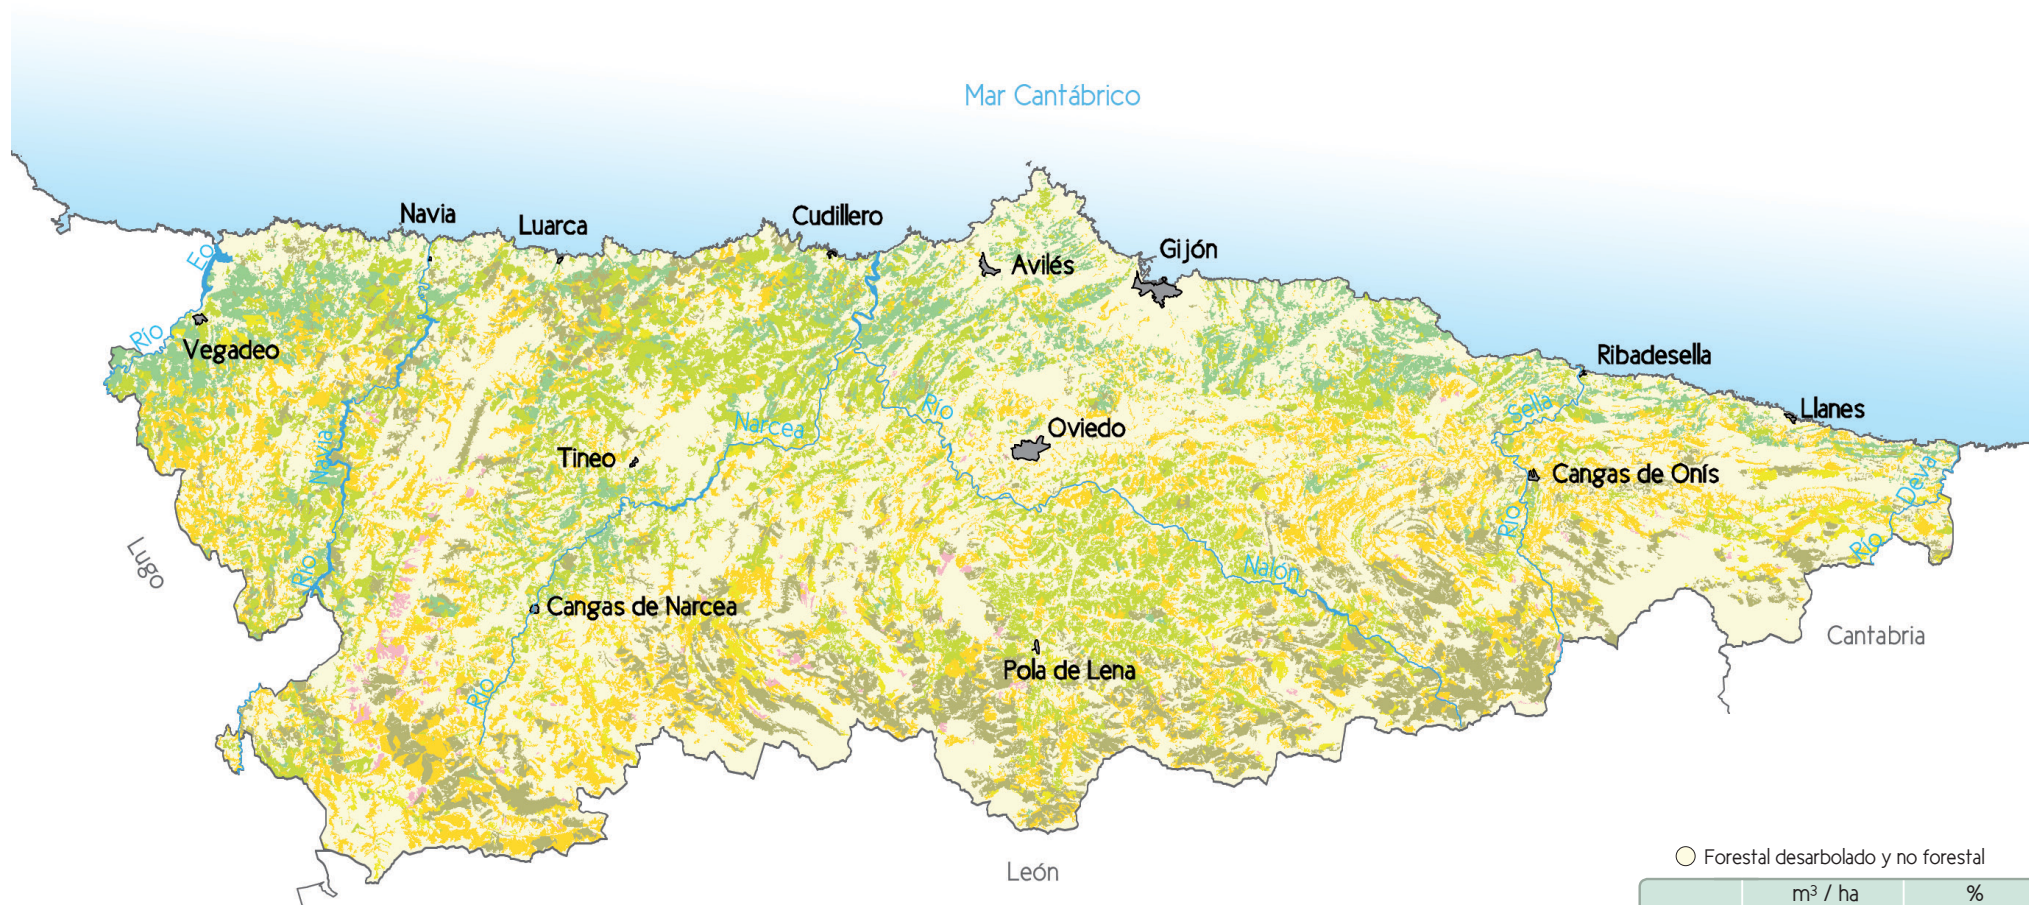 Mar Cantábrico
Navia
Luarca
Cudillero
Eo
Gijón
Avilés
Río
Vegadeo
Ribadesella
Río
Sella
Llanes
Narcea
Oviedo
Navia
Tineo
Cangas de Onís
Deva
Río
Río
Lugo
Río
Nalón
Cangas de Narcea
Cantabria
Pola de Lena
Río
León
Forestal desarbolado y no forestal
m³ / ha %